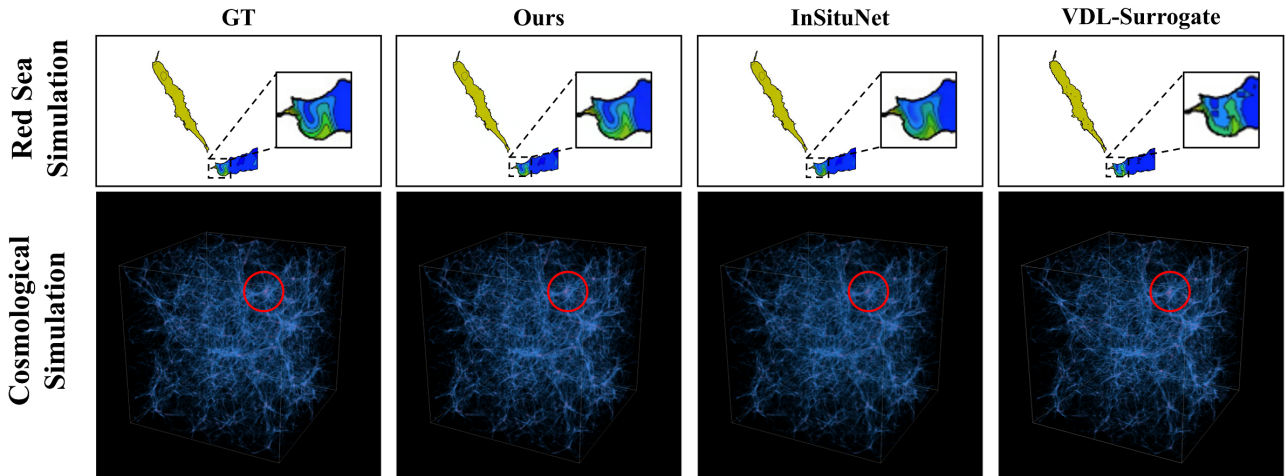 GT
Ours
InSituNet
VDL-Surrogate
Red Sea
Simulation
Cosmological
Simulation